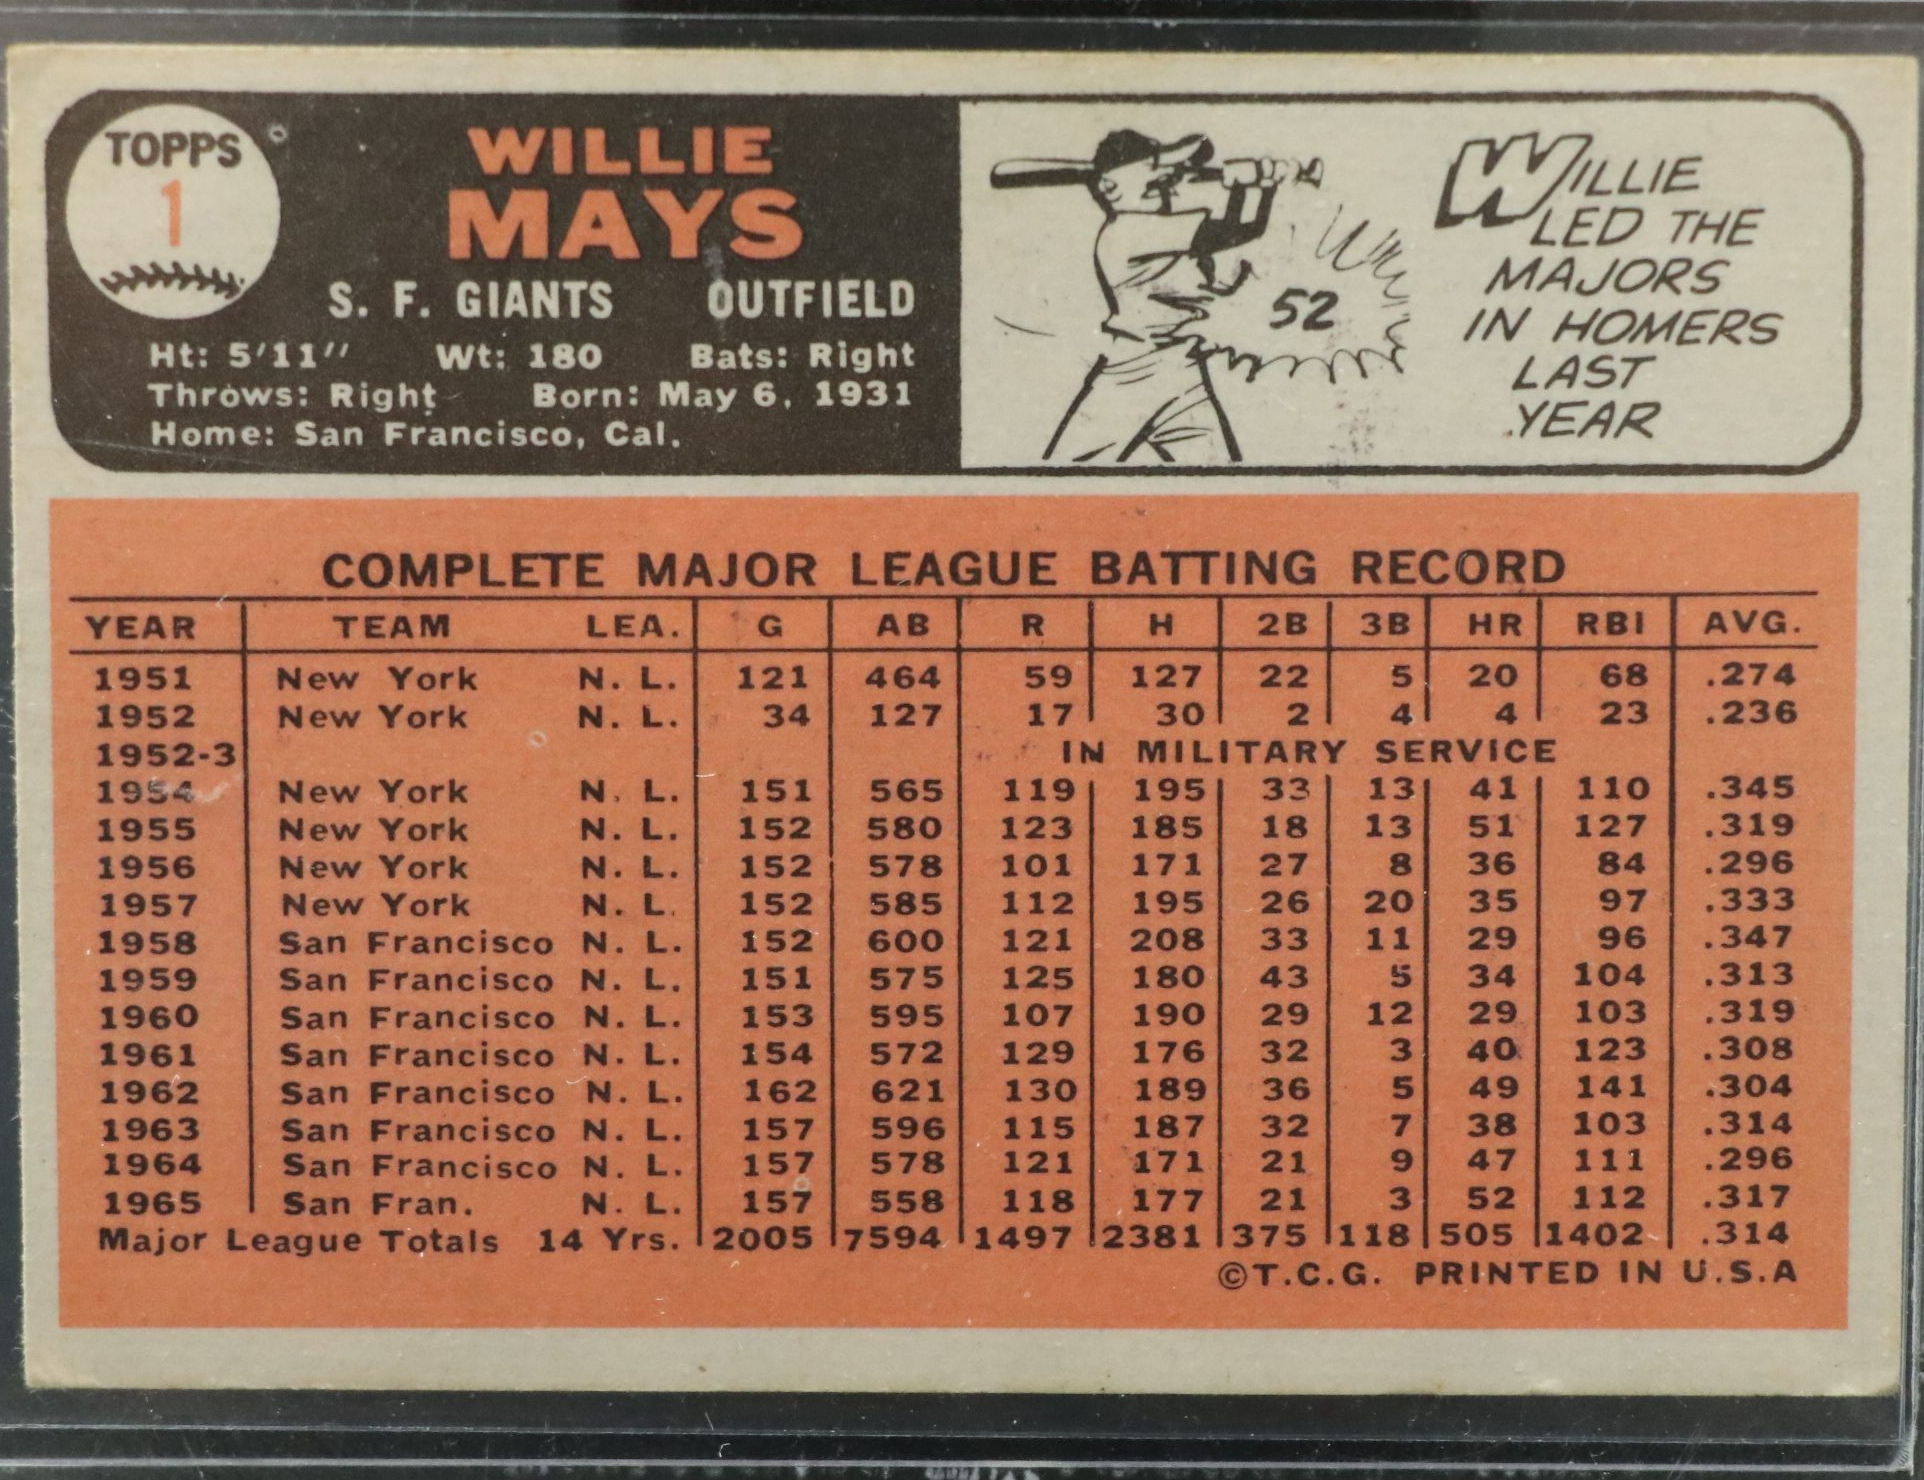 TOPPS
1
WILLIE
MAYS
S. F. GIANTS OUTFIELD
Ht: 5'11" Wt: 180 Bats: Right
Throws: Right Born: May 6, 1931
Home: San Francisco, Cal.
52
WILLIE
LED THE
MAJORS
IN HOMERS
LAST
YEAR
COMPLETE MAJOR LEAGUE BATTING RECORD
YEAR TEAM LEA. G AB R H 2B 3B HR RBI AVG.
1951 New York N. L. 121 464 59 127 22 5 20 68 .274
1952 New York N. L. 34 127 17 30 2 4 4 23 .236
1952-3 IN MILITARY SERVICE
1954 New York N. L. 151 565 119 195 33 13 41 110 .345
1955 New York N. L. 152 580 123 185 18 13 51 127 .319
1956 New York N. L. 152 578 101 171 27 8 36 84 .296
1957 New York N. L. 152 585 112 195 26 20 35 97 .333
1958 San Francisco N. L. 152 600 121 208 33 11 29 96 .347
1959 San Francisco N. L. 151 575 125 180 43 5 34 104 .313
1960 San Francisco N. L. 153 595 107 190 29 12 29 103 .319
1961 San Francisco N. L. 154 572 129 176 32 3 40 123 .308
1962 San Francisco N. L. 162 621 130 189 36 5 49 141 .304
1963 San Francisco N. L. 157 596 115 187 32 7 38 103 .314
1964 San Francisco N. L. 157 578 121 171 21 9 47 111 .296
1965 San Fran. N. L. 157 558 118 177 21 3 52 112 .317
Major League Totals 14 Yrs. 2005 7594 1497 2381 375 118 505 1402 .314
©T.C.G. PRINTED IN U.S.A